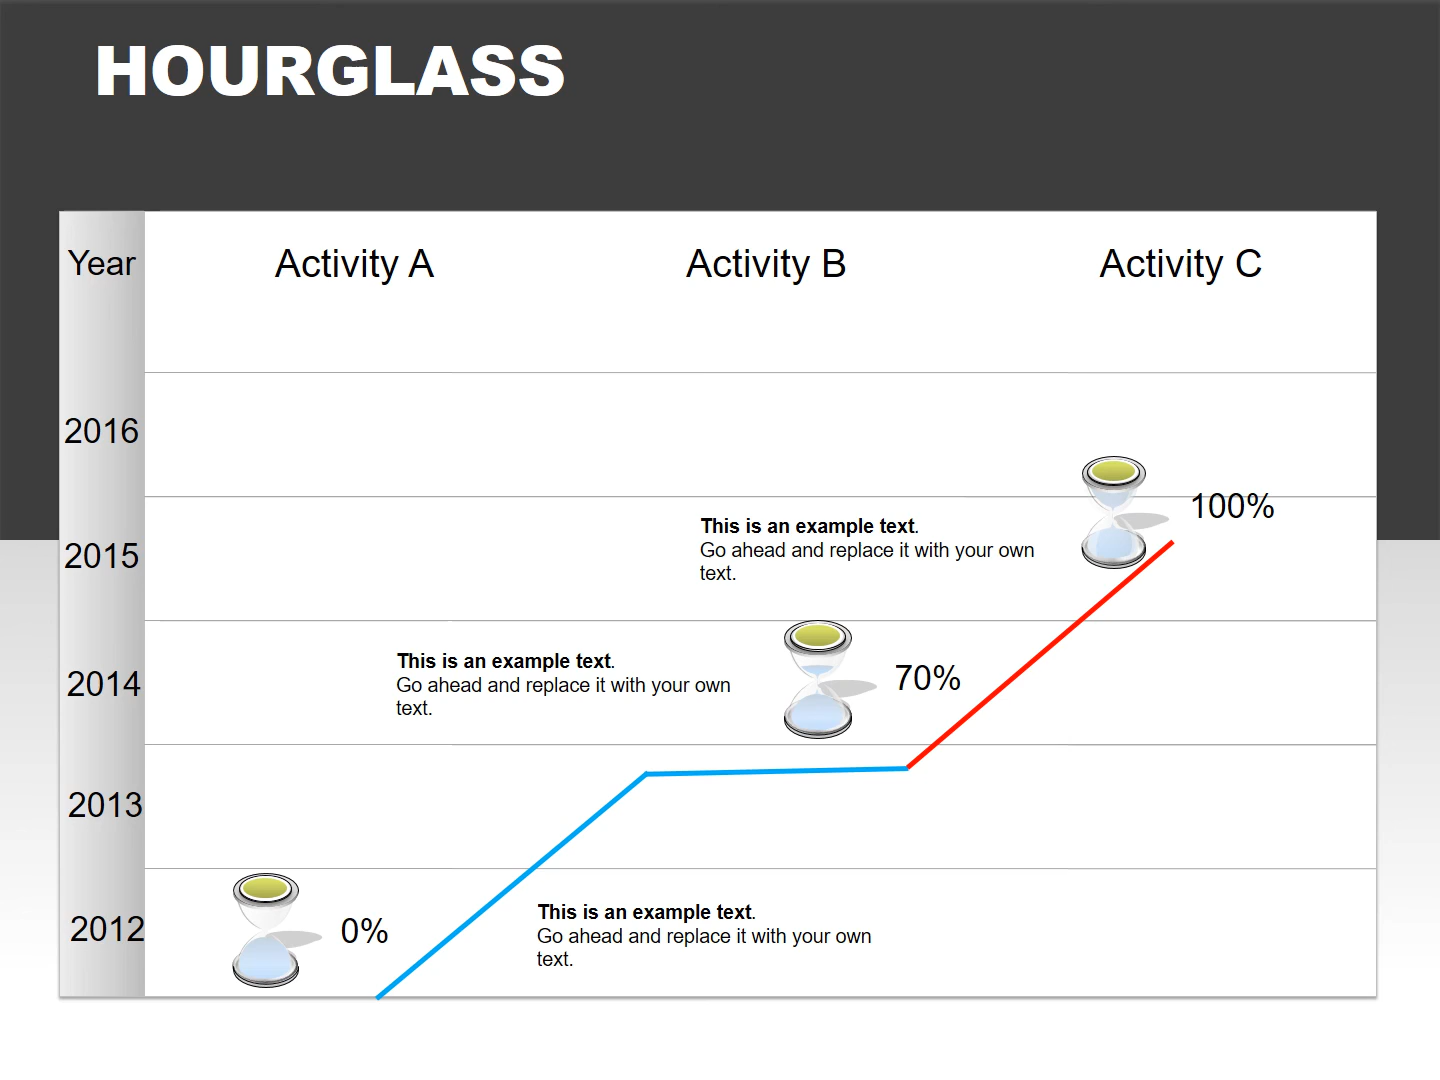 HOURGLASS
Year Activity A Activity B Activity C
2016
100%
This is an example text.
Go ahead and replace it with your own
text.
2015
This is an example text.
Go ahead and replace it with your own
text.
70%
2014
2013
2012
0%
This is an example text.
Go ahead and replace it with your own
text.